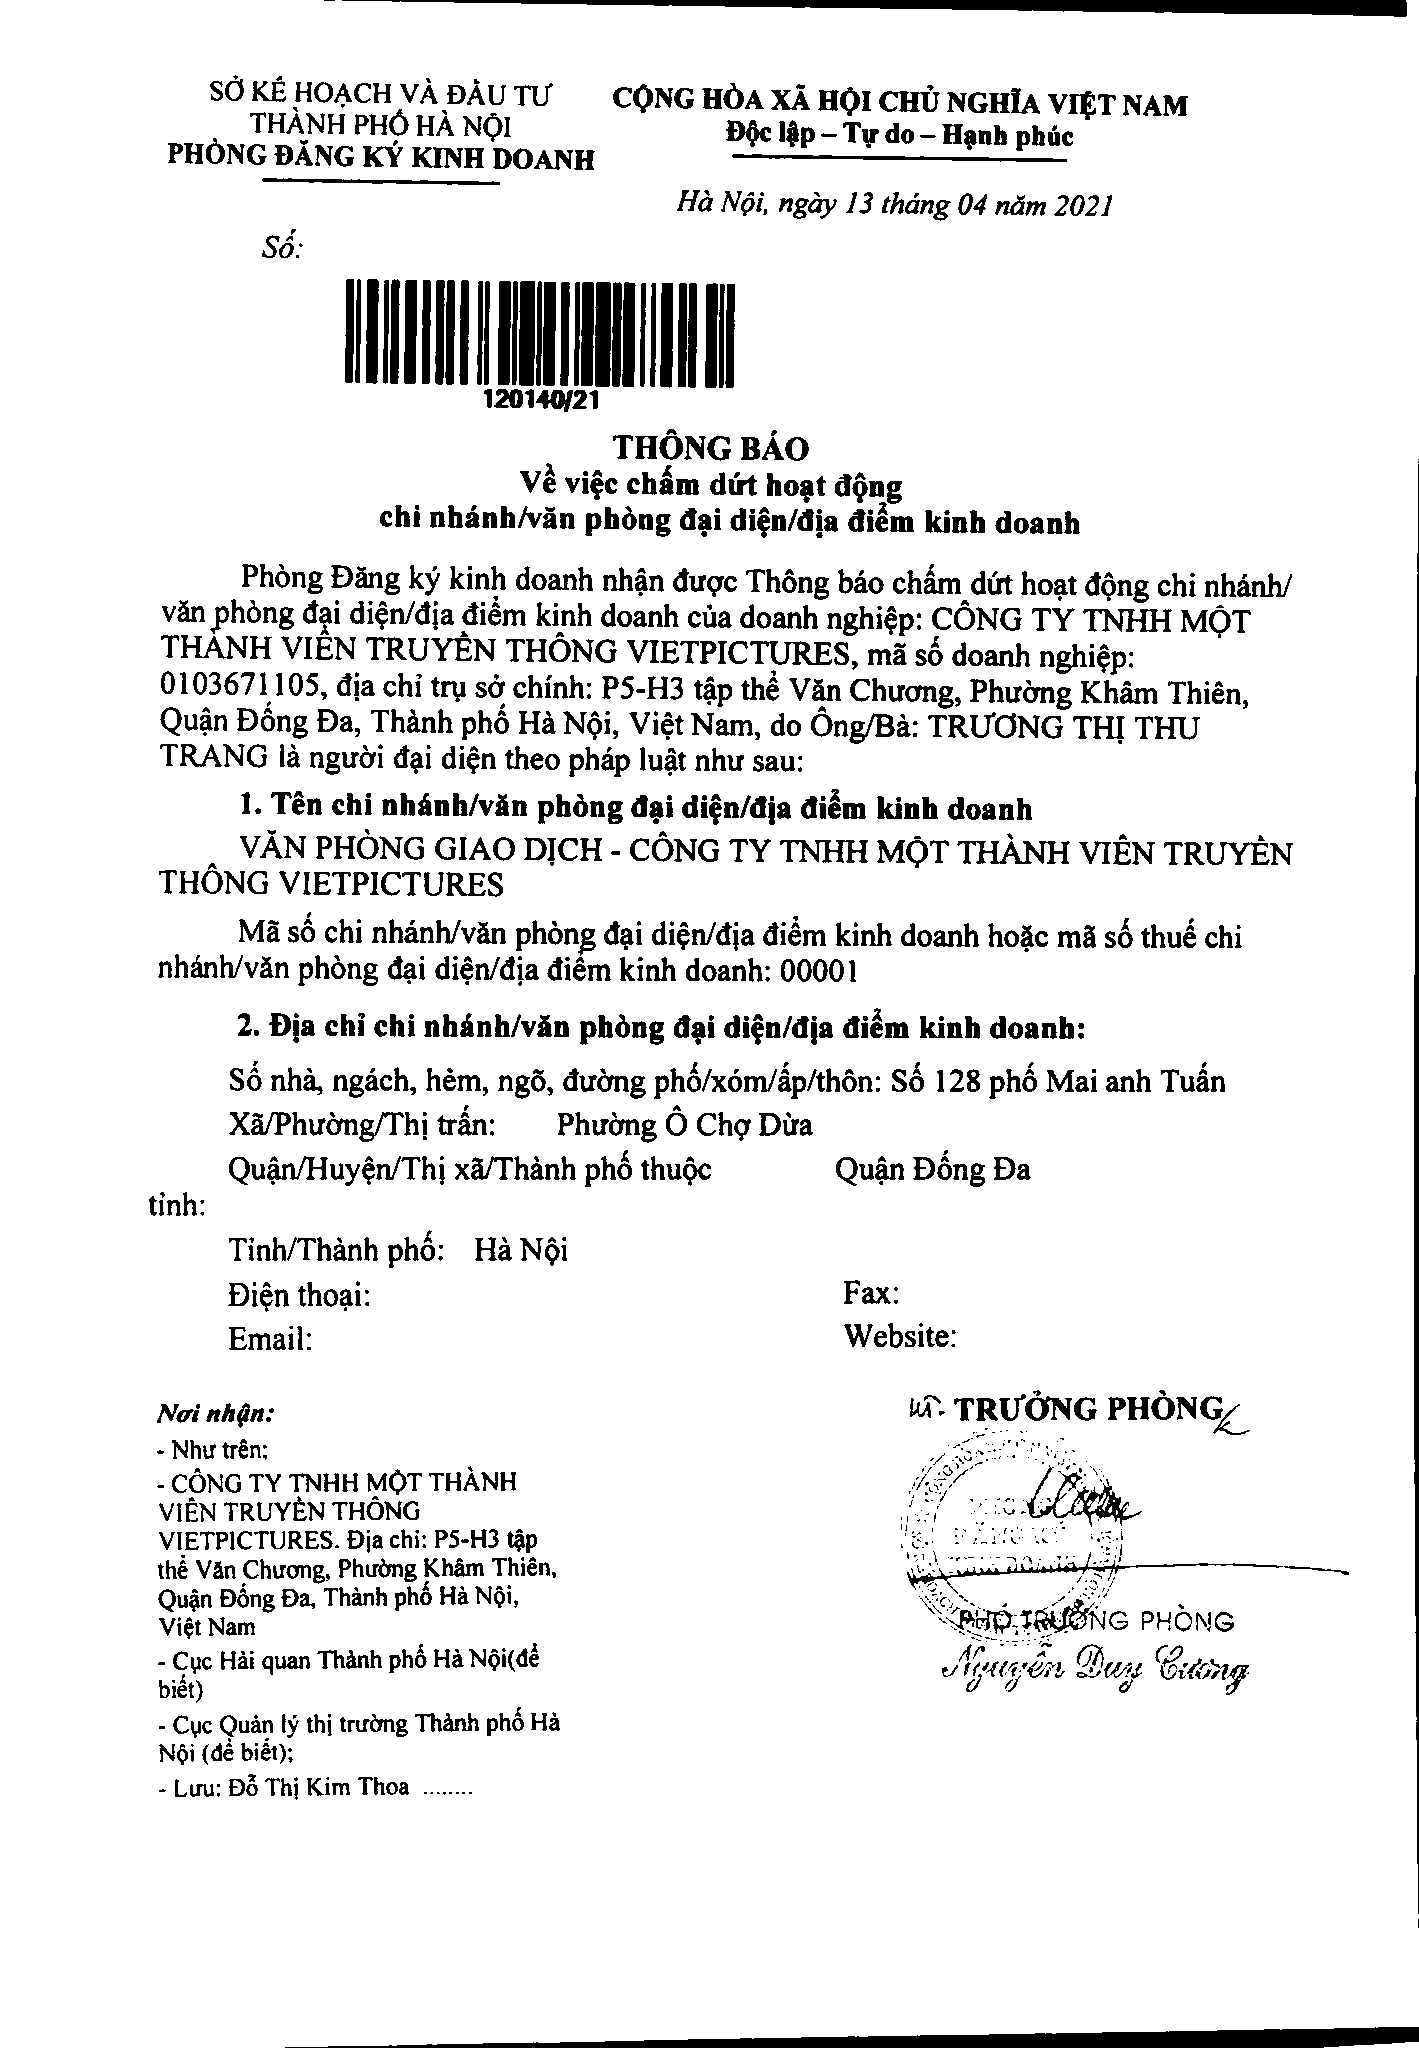 SỞ KẾ HOẠCH VÀ ĐẦU TƯ
THÀNH PHỐ HÀ NỘI
PHÒNG ĐĂNG KÝ KINH DOANH
CỘNG HÒA XÃ HỘI CHỦ NGHĨA VIỆT NAM
Độc lập – Tự do – Hạnh phúc
Hà Nội, ngày 13 tháng 04 năm 2021
Số:
120140/21
THÔNG BÁO
Về việc chấm dứt hoạt động
chi nhánh/văn phòng đại diện/địa điểm kinh doanh
Phòng Đăng ký kinh doanh nhận được Thông báo chấm dứt hoạt động chi nhánh/
văn phòng đại diện/địa điểm kinh doanh của doanh nghiệp: CÔNG TY TNHH MỘT
THÀNH VIÊN TRUYỀN THÔNG VIETPICTURES, mã số doanh nghiệp:
0103671105, địa chỉ trụ sở chính: P5-H3 tập thể Văn Chương, Phường Khâm Thiên,
Quận Đống Đa, Thành phố Hà Nội, Việt Nam, do Ông/Bà: TRƯƠNG THỊ THU
TRANG là người đại diện theo pháp luật như sau:
1. Tên chi nhánh/văn phòng đại diện/địa điểm kinh doanh
VĂN PHÒNG GIAO DỊCH - CÔNG TY TNHH MỘT THÀNH VIÊN TRUYỀN
THÔNG VIETPICTURES
Mã số chi nhánh/văn phòng đại diện/địa điểm kinh doanh hoặc mã số thuế chi
nhánh/văn phòng đại diện/địa điểm kinh doanh: 00001
2. Địa chỉ chi nhánh/văn phòng đại diện/địa điểm kinh doanh:
Số nhà, ngách, hẻm, ngõ, đường phố/xóm/ấp/thôn: Số 128 phố Mai anh Tuấn
Xã/Phường/Thị trấn: Phường Ô Chợ Dừa
Quận/Huyện/Thị xã/Thành phố thuộc Quận Đống Đa
tỉnh:
Tỉnh/Thành phố: Hà Nội
Điện thoại: Fax:
Email: Website:
Nơi nhận:
- Như trên;
- CÔNG TY TNHH MỘT THÀNH
VIÊN TRUYỀN THÔNG
VIETPICTURES. Địa chỉ: P5-H3 tập
thể Văn Chương, Phường Khâm Thiên,
Quận Đống Đa, Thành phố Hà Nội,
Việt Nam
- Cục Hải quan Thành phố Hà Nội(để
biết)
- Cục Quản lý thị trường Thành phố Hà
Nội (để biết);
- Lưu: Đỗ Thị Kim Thoa ........
KT. TRƯỞNG PHÒNG
PHÒNG
ĐĂNG KÝ
KINH DOANH
PHÓ TRƯỞNG PHÒNG
Nguyễn Duy Cường